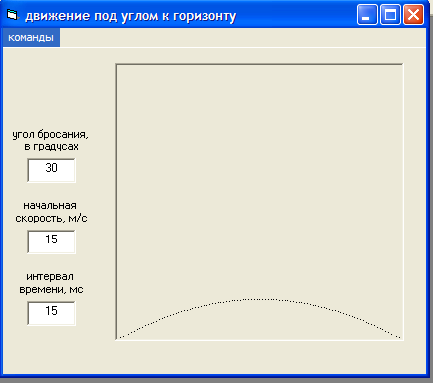 движение под углом к горизонту
команды
угол бросания,
в градусах
30
начальная
скорость, м/с
15
интервал
времени, мс
15